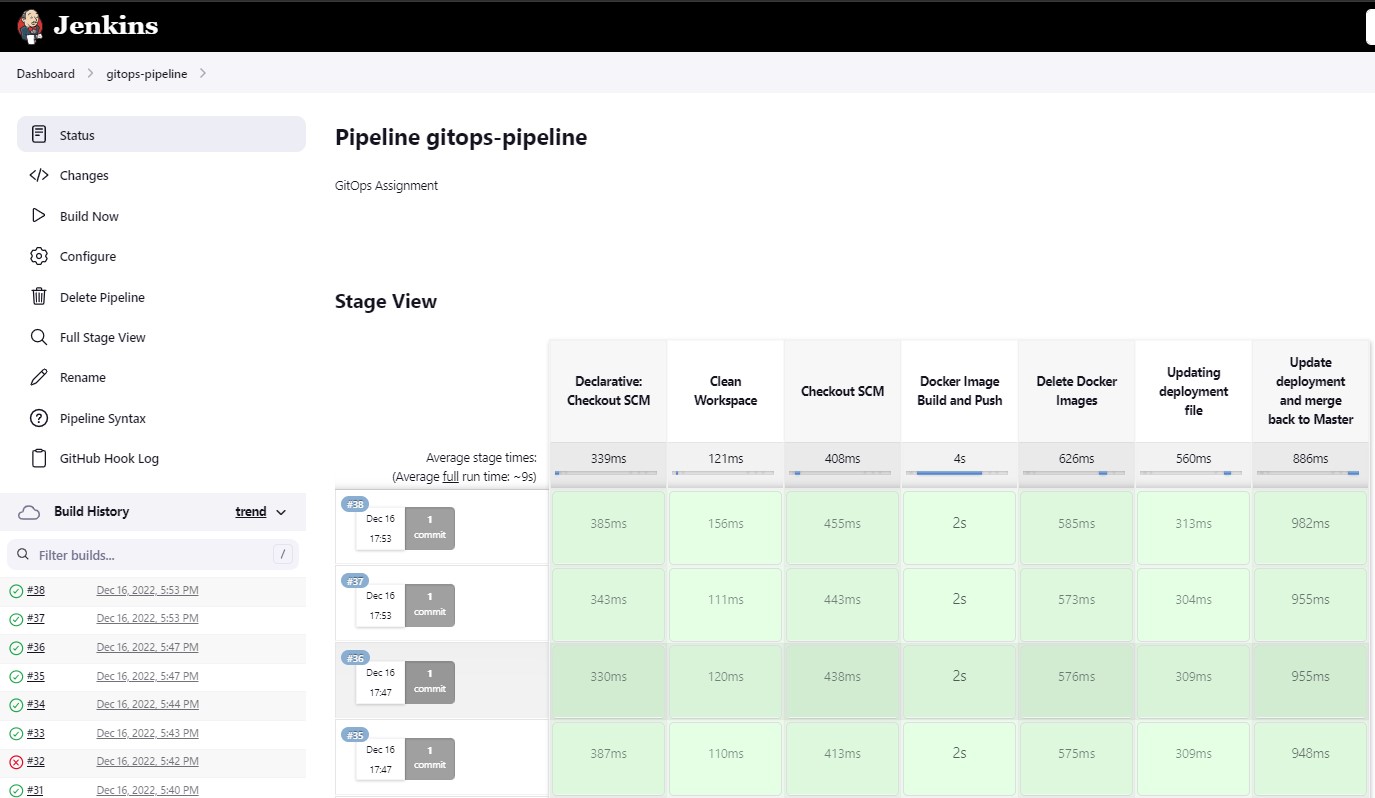 Jenkins
Dashboard
gitops-pipeline
Status
Changes
Build Now
Configure
Delete Pipeline
Full Stage View
Rename
Pipeline Syntax
GitHub Hook Log
Build History
trend
Filter builds...
/
#38 Dec 16, 2022, 5:53 PM
#37 Dec 16, 2022, 5:53 PM
#36 Dec 16, 2022, 5:47 PM
#35 Dec 16, 2022, 5:47 PM
#34 Dec 16, 2022, 5:44 PM
#33 Dec 16, 2022, 5:43 PM
#32 Dec 16, 2022, 5:42 PM
#31 Dec 16, 2022, 5:40 PM
Pipeline gitops-pipeline
GitOps Assignment
Stage View
Declarative:
Checkout SCM
Clean
Workspace
Checkout SCM
Docker Image
Build and Push
Delete Docker
Images
Updating
deployment
file
Update
deployment
and merge
back to Master
Average stage times:
(Average full run time: ~9s)
339ms 121ms 408ms 4s 626ms 560ms 886ms
#38
Dec 16
17:53
1
commit
385ms 156ms 455ms 2s 585ms 313ms 982ms
#37
Dec 16
17:53
1
commit
343ms 111ms 443ms 2s 573ms 304ms 955ms
#36
Dec 16
17:47
1
commit
330ms 120ms 438ms 2s 576ms 309ms 955ms
#35
Dec 16
17:47
1
commit
387ms 110ms 413ms 2s 575ms 309ms 948ms